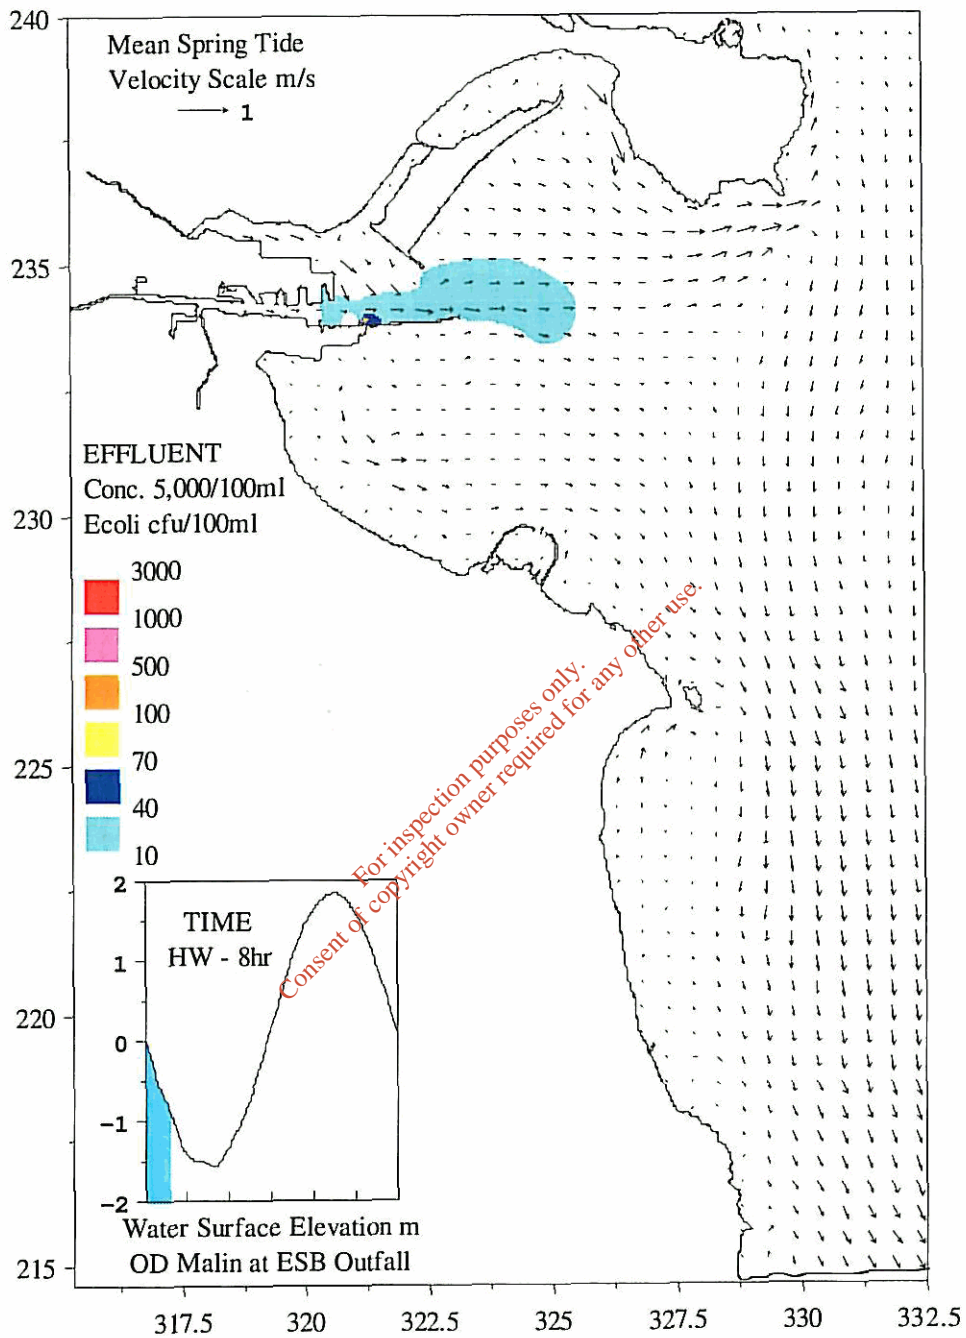 240
Mean Spring Tide
Velocity Scale m/s
1
235
EFFLUENT
Conc. 5,000/100ml
Ecoli cfu/100ml
230
3000
1000
500
100
70
40
10
225
For inspection purposes only.
Consent of copyright owner required for any other use.
2
TIME
HW - 8hr
1
0
-1
-2
220
Water Surface Elevation m
OD Malin at ESB Outfall
215
317.5 320 322.5 325 327.5 330 332.5